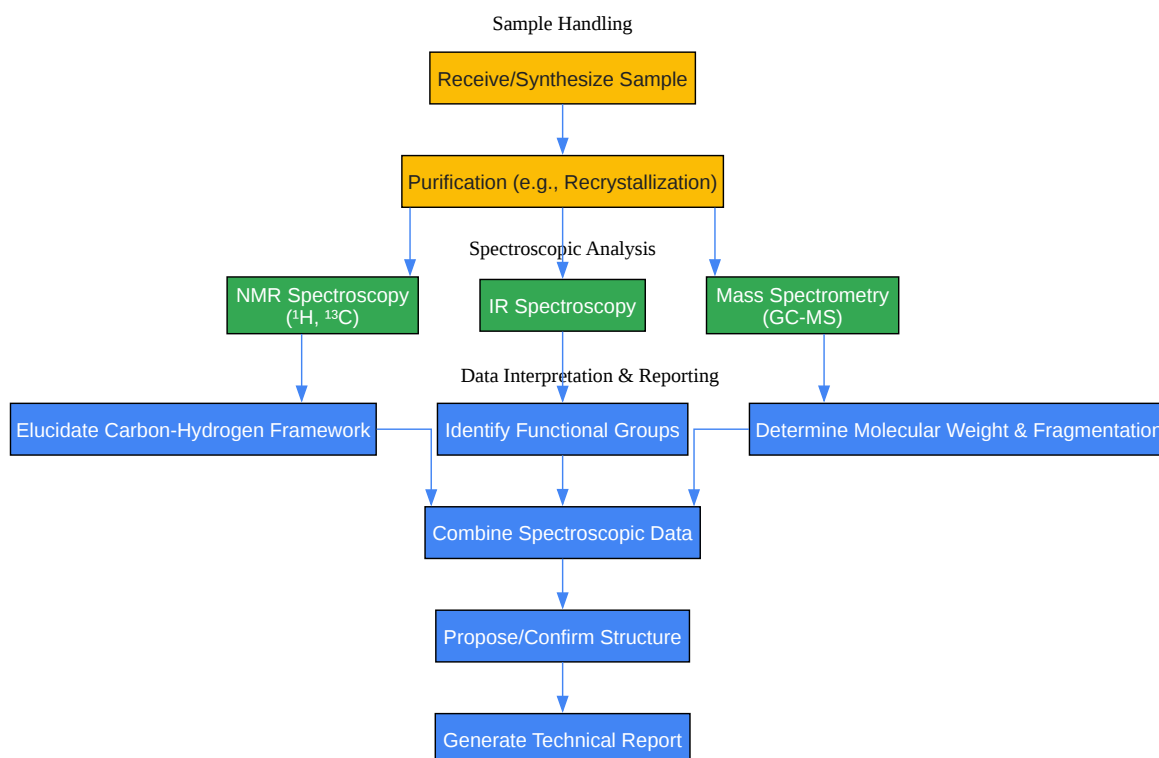 Sample Handling
Receive/Synthesize Sample
Purification (e.g., Recrystallization)
Spectroscopic Analysis
NMR Spectroscopy
(¹H, ¹³C)
IR Spectroscopy
Mass Spectrometry
(GC-MS)
Data Interpretation & Reporting
Elucidate Carbon-Hydrogen Framework
Identify Functional Groups
Determine Molecular Weight & Fragmentation
Combine Spectroscopic Data
Propose/Confirm Structure
Generate Technical Report